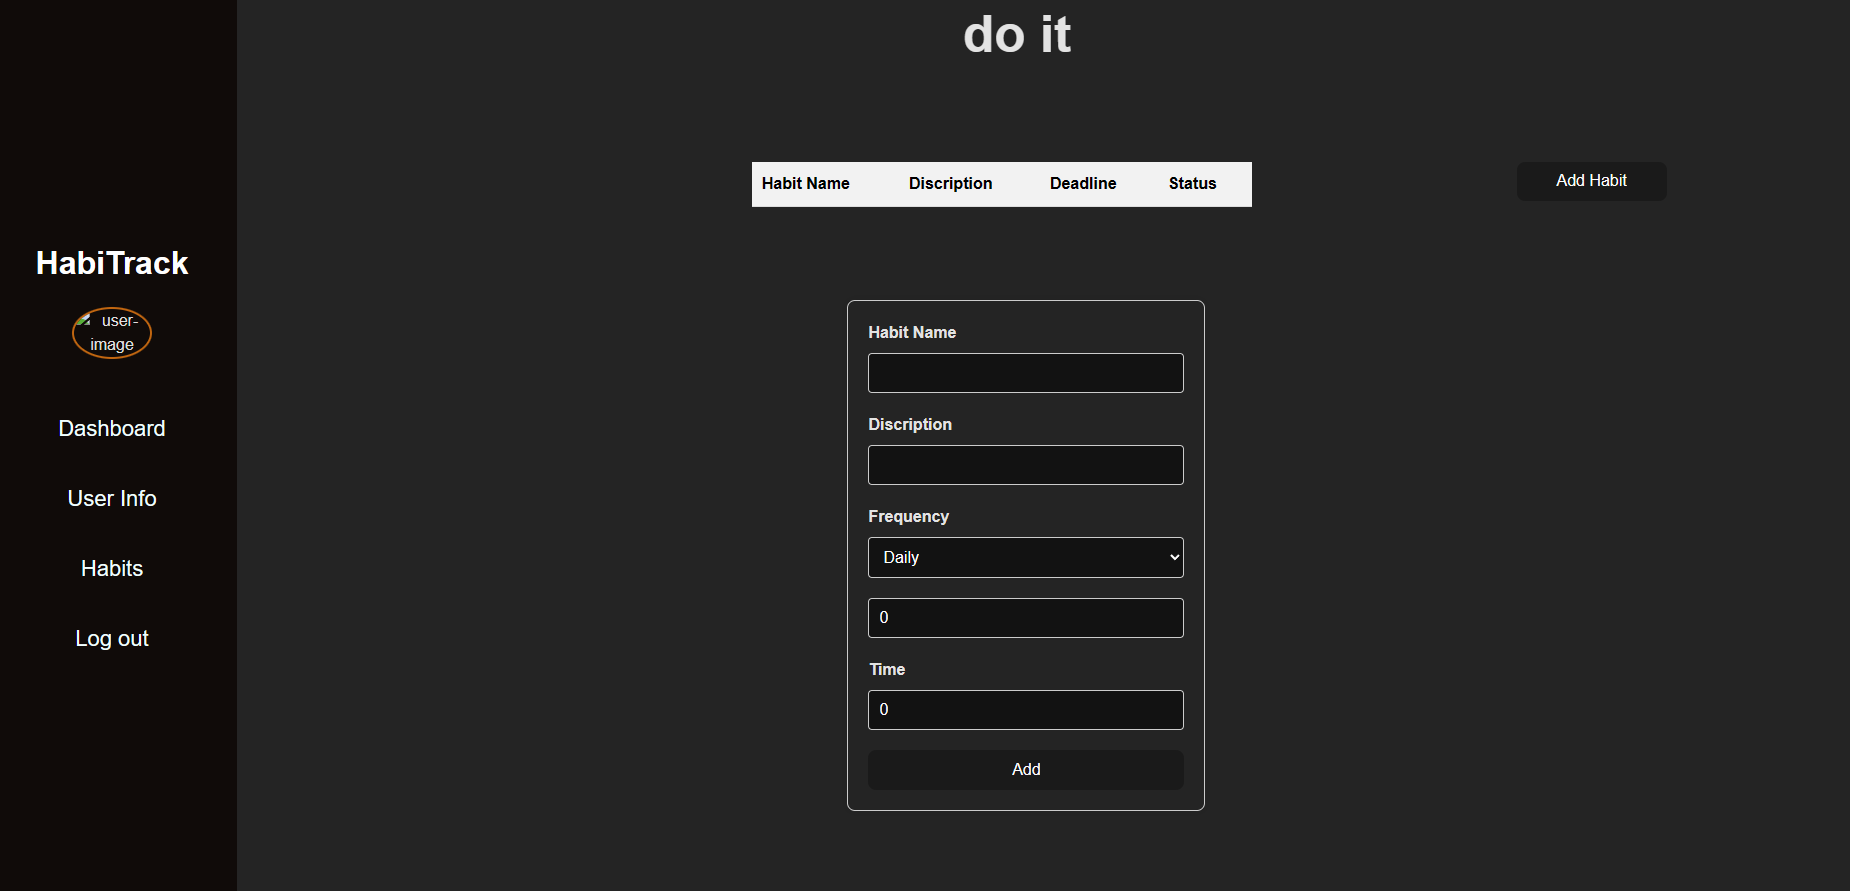 do it
Habit Name Discription Deadline Status
Add Habit
HabiTrack
user-
image
Dashboard
User Info
Habits
Log out
Habit Name
Discription
Frequency
Daily
0
Time
0
Add